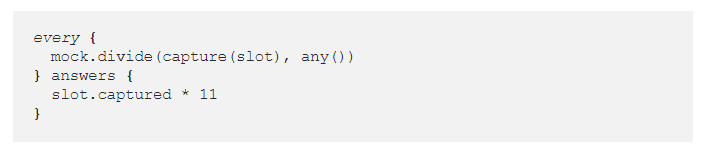 every {
  mock.divide(capture(slot), any())
} answers {
  slot.captured * 11
}